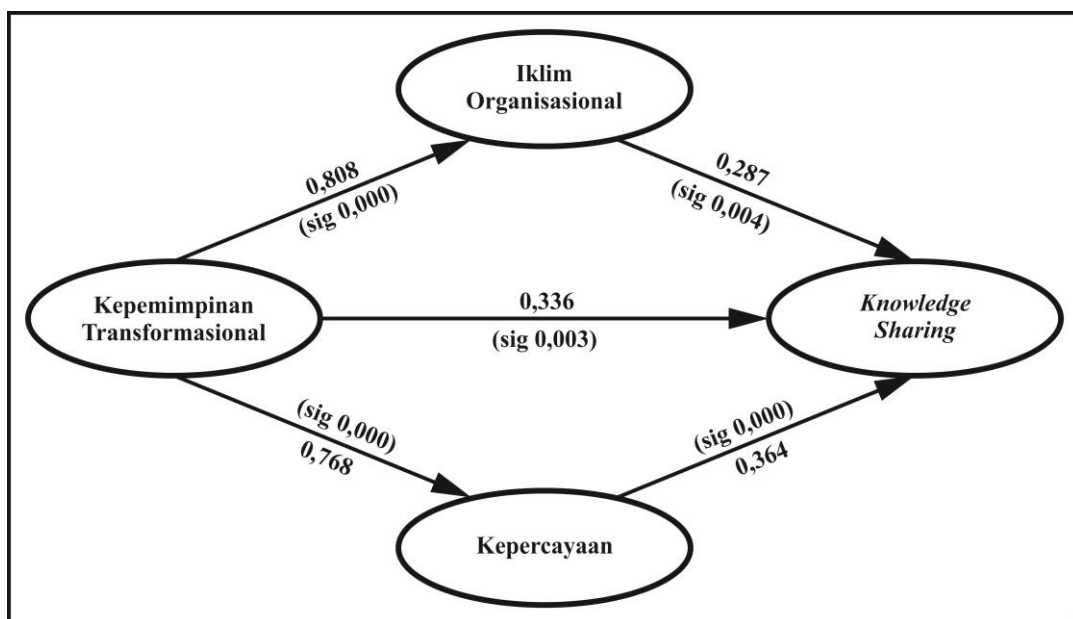 Iklim
Organisasional
0,808
(sig 0,000)
0,287
(sig 0,004)
Kepemimpinan
Transformasional
0,336
(sig 0,003)
Knowledge
Sharing
(sig 0,000)
0,768
(sig 0,000)
0,364
Kepercayaan